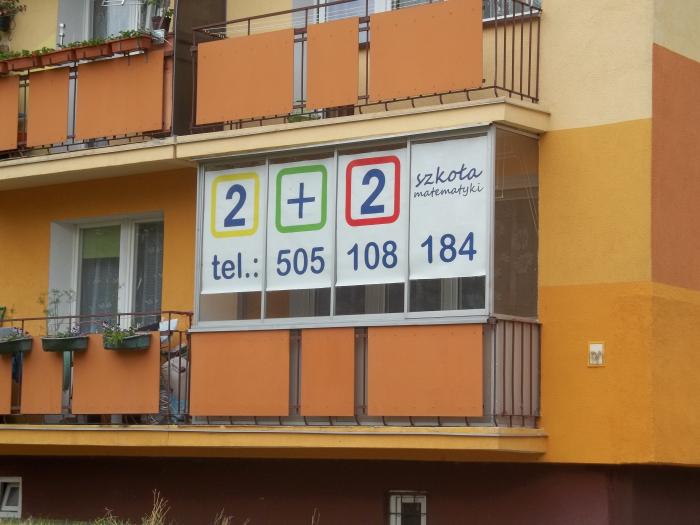 2 + 2 szkoła
matematyki
tel.: 505 108 184